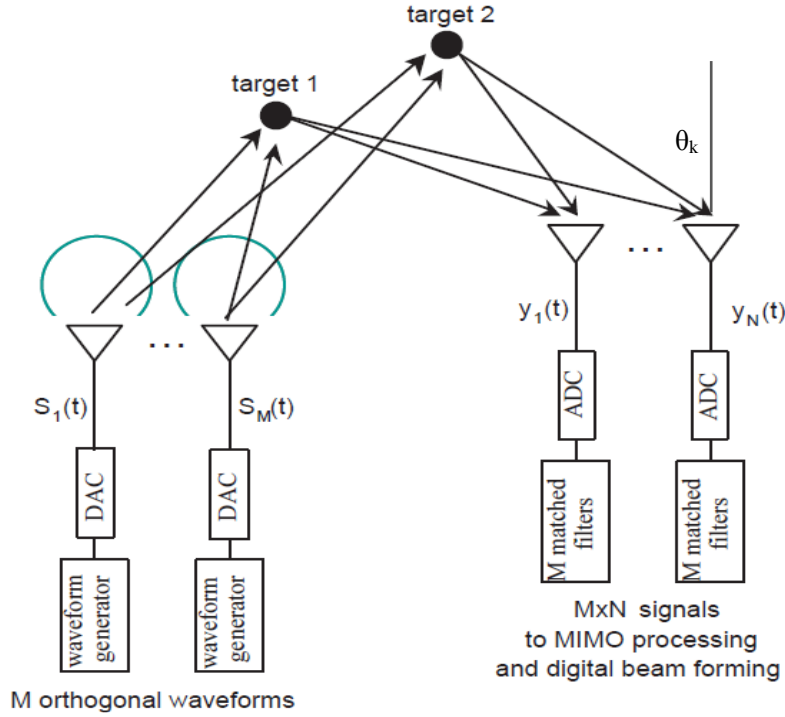 target 2
target 1
θk
. . .
y1(t)
yN(t)
. . .
S1(t)
SM(t)
ADC
ADC
DAC
DAC
M matched
filters
M matched
filters
waveform
generator
waveform
generator
MxN signals
to MIMO processing
and digital beam forming
M orthogonal waveforms